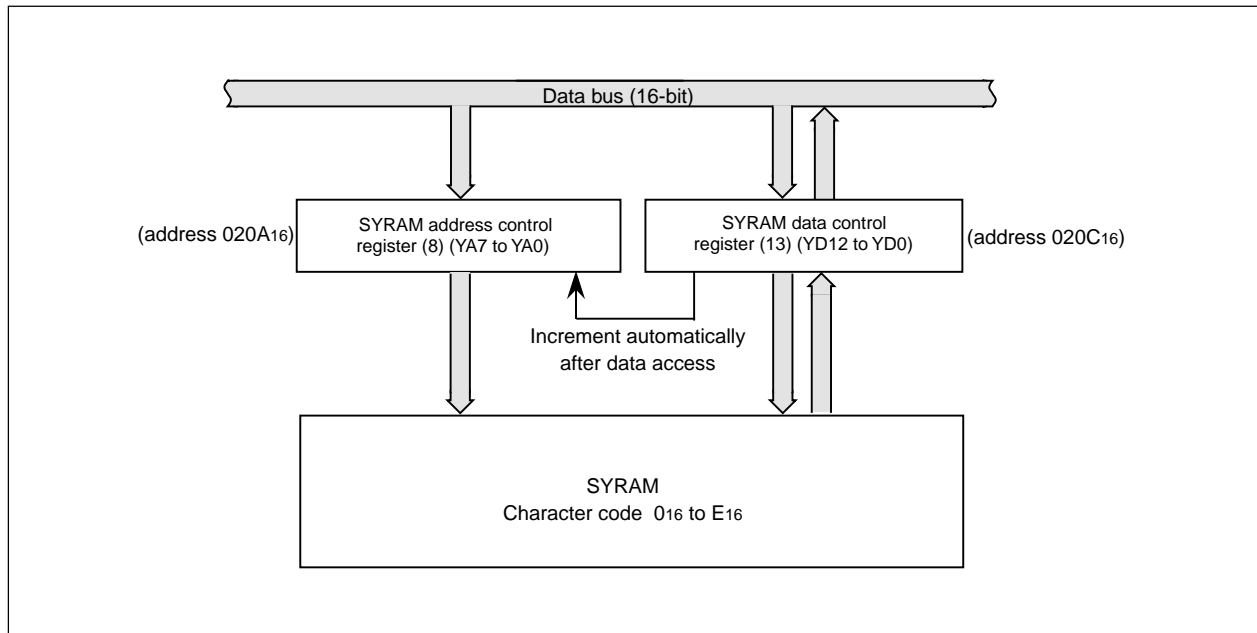 Data bus (16-bit)
(address 020A16)
SYRAM address control
register (8) (YA7 to YA0)
SYRAM data control
register (13) (YD12 to YD0)
(address 020C16)
Increment automatically
after data access
SYRAM
Character code 016 to E16